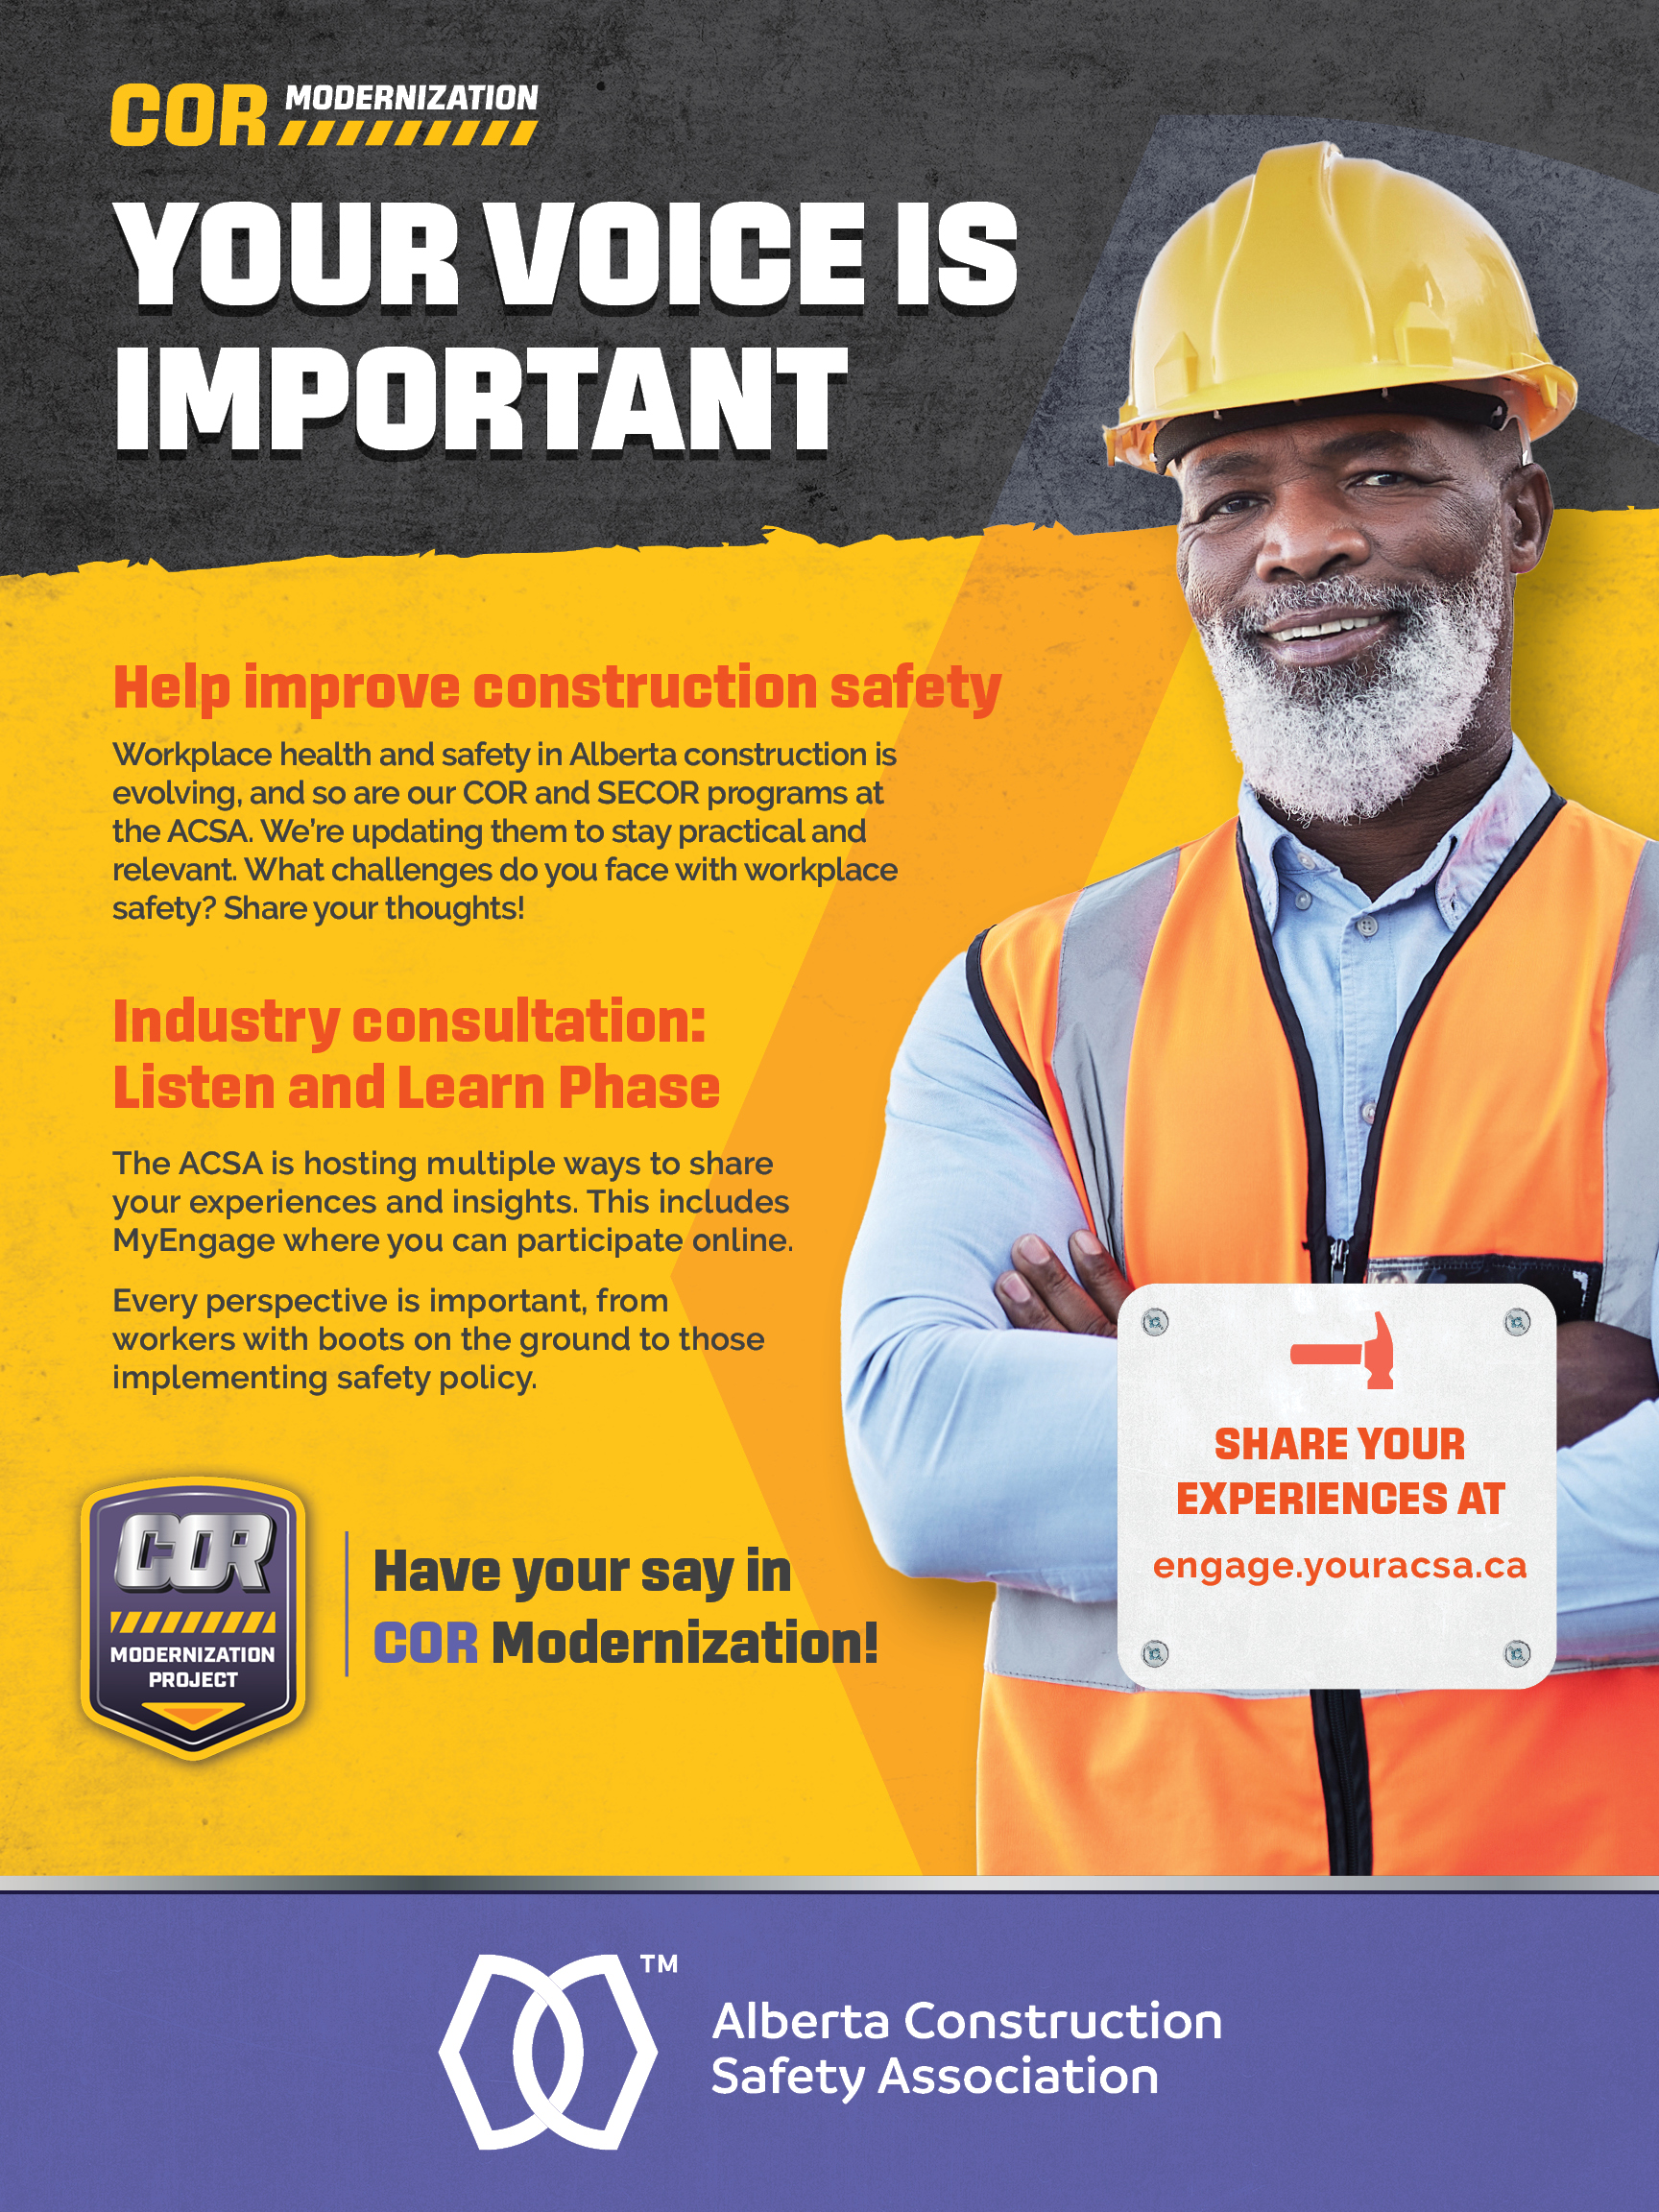 COR MODERNIZATION
YOUR VOICE IS
IMPORTANT
Help improve construction safety
Workplace health and safety in Alberta construction is
evolving, and so are our COR and SECOR programs at
the ACSA. We’re updating them to stay practical and
relevant. What challenges do you face with workplace
safety? Share your thoughts!
Industry consultation:
Listen and Learn Phase
The ACSA is hosting multiple ways to share
your experiences and insights. This includes
MyEngage where you can participate online.
Every perspective is important, from
workers with boots on the ground to those
implementing safety policy.
COR
MODERNIZATION
PROJECT
Have your say in
COR Modernization!
SHARE YOUR
EXPERIENCES AT
engage.youracsa.ca
TM
Alberta Construction
Safety Association